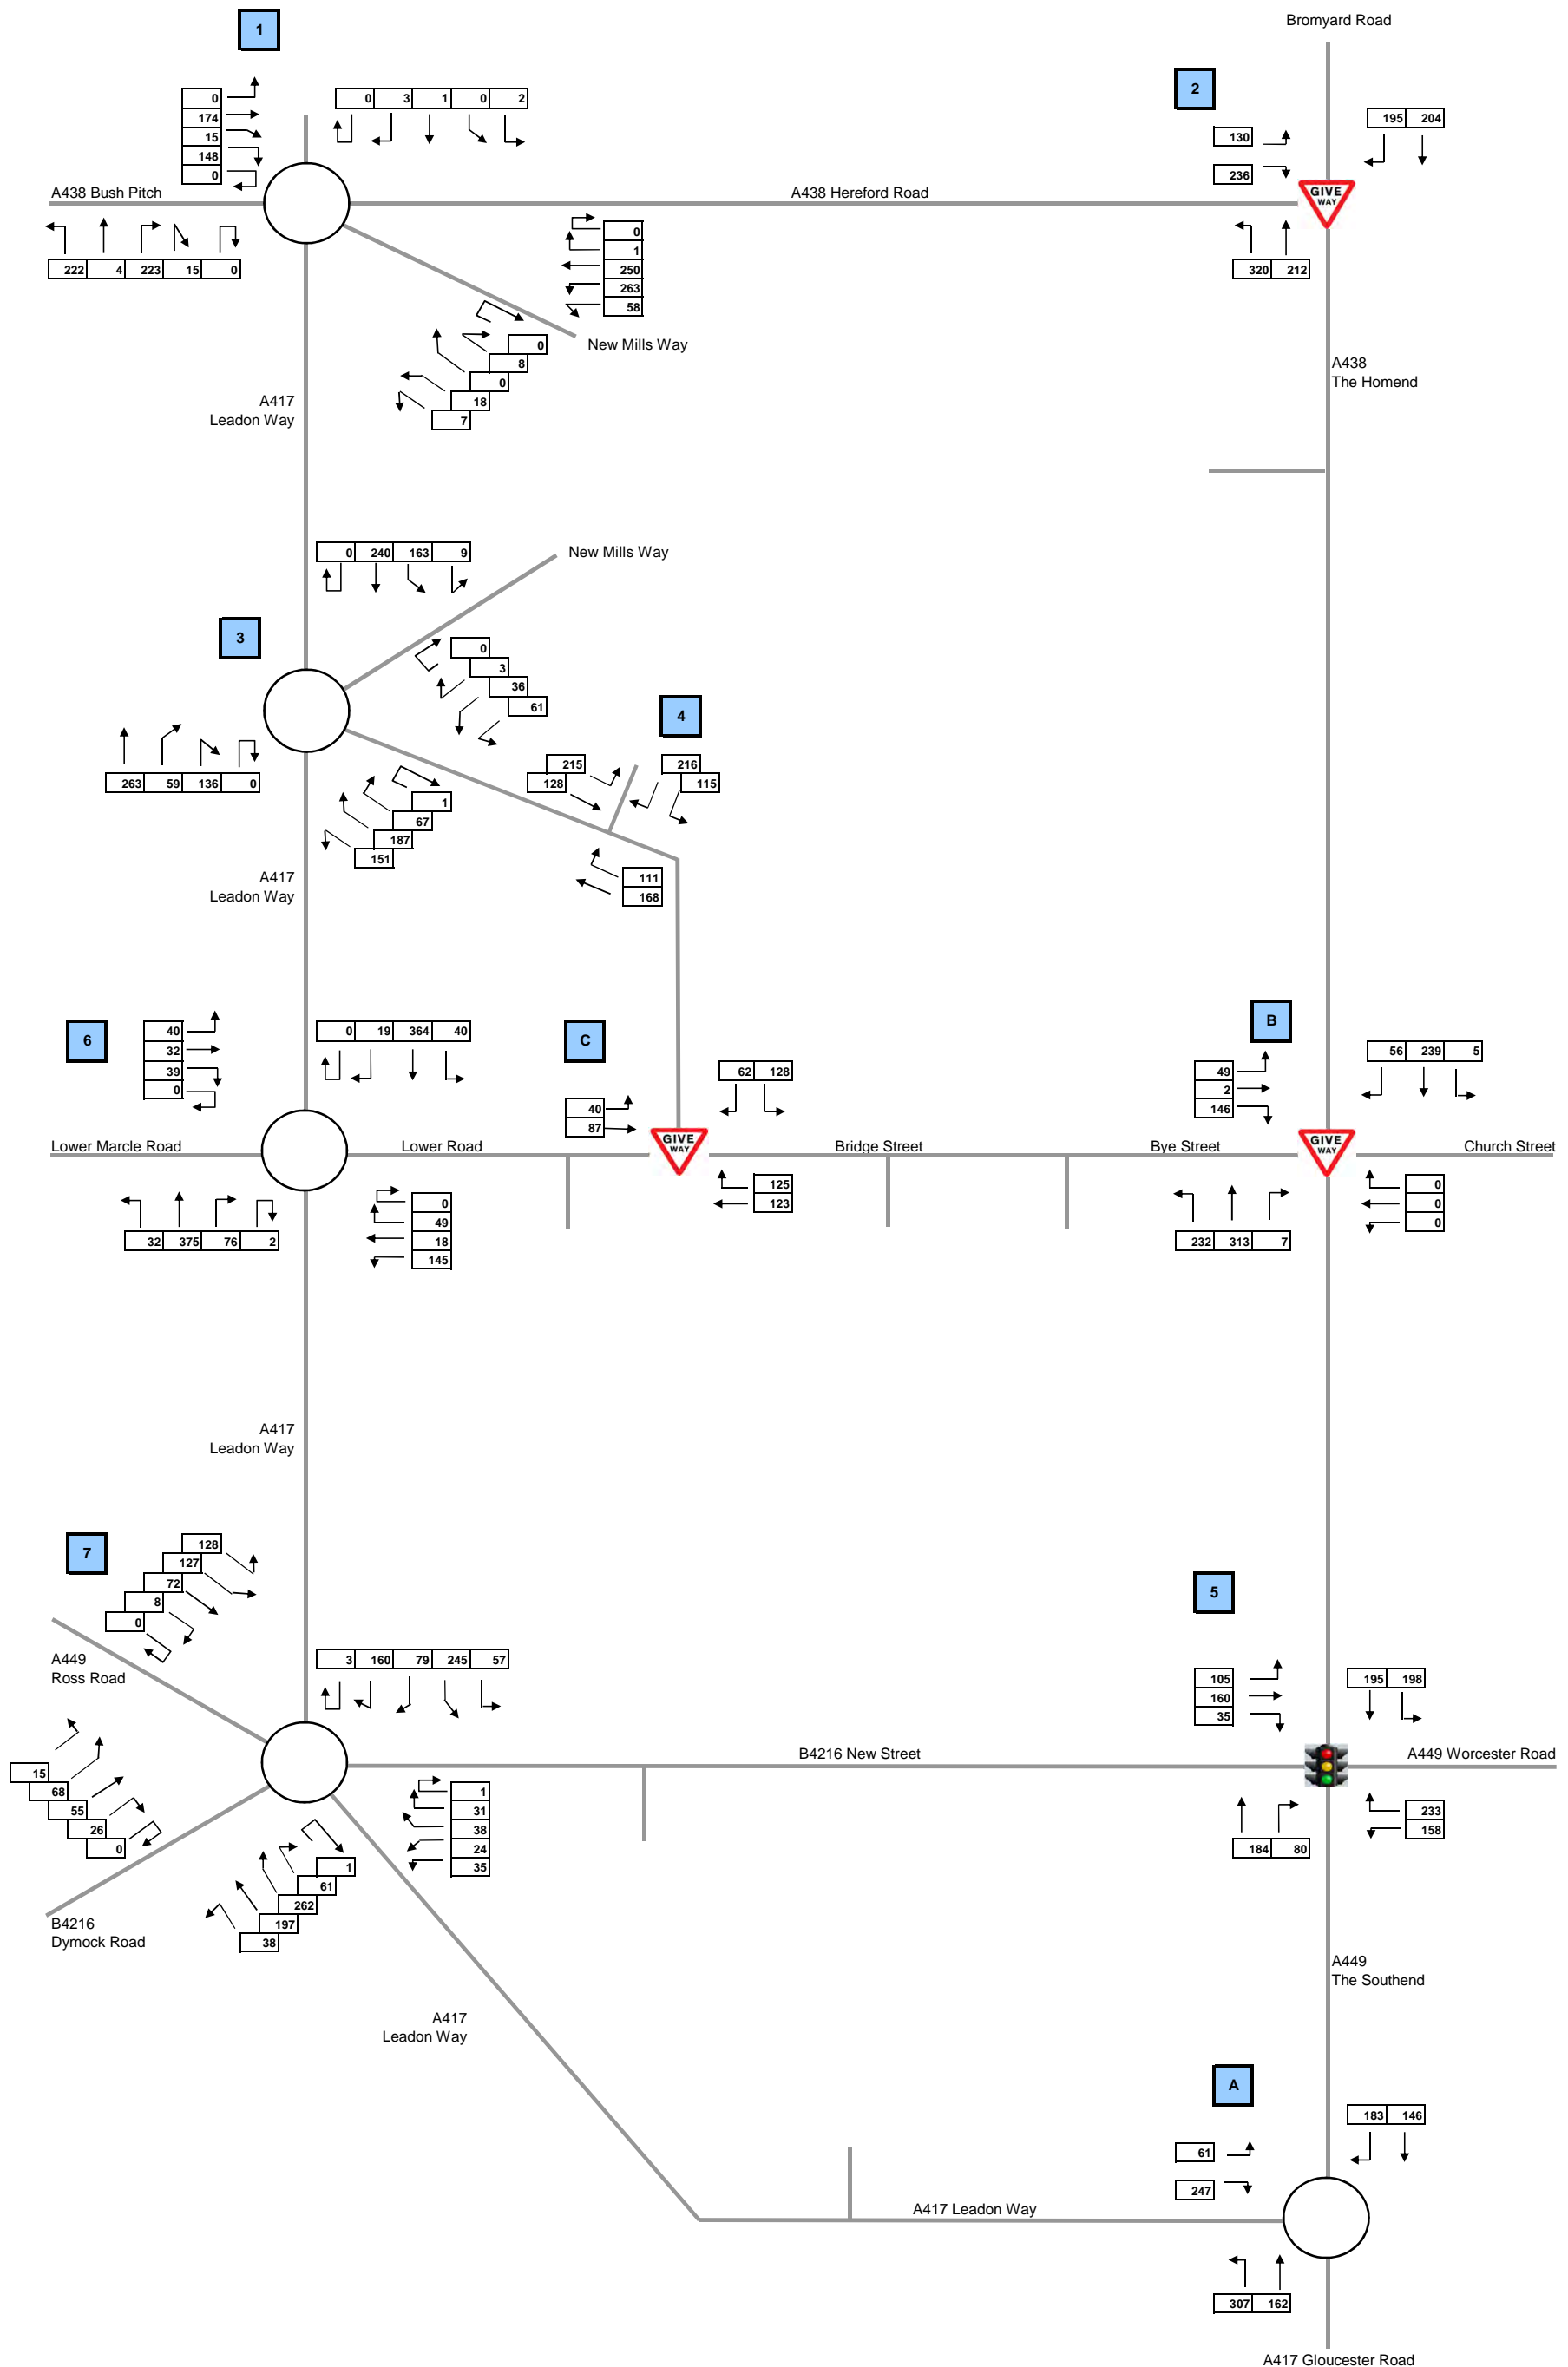 Bromyard Road
1
2
0
174
15
148
0
0 3 1 0 2
130
236
195 204
A438 Bush Pitch
A438 Hereford Road
GIVE
WAY
222 4 223 15 0
0
1
250
263
58
320 212
New Mills Way
0
8
0
18
7
A438
The Homend
A417
Leadon Way
0 240 163 9
New Mills Way
3
0
3
36
61
4
263 59 136 0
215
128
216
115
1
67
187
151
111
168
A417
Leadon Way
6
40
32
39
0
0 19 364 40
C
B
62 128
40
87
49
2
146
56 239 5
Lower Marcle Road
Lower Road
GIVE
WAY
Bridge Street
Bye Street
GIVE
WAY
Church Street
32 375 76 2
0
49
18
145
125
123
232 313 7
0
0
0
A417
Leadon Way
7
128
127
72
8
0
5
A449
Ross Road
3 160 79 245 57
105
160
35
195 198
15
68
55
26
0
B4216 New Street
A449 Worcester Road
1
31
38
24
35
184 80
233
158
1
61
262
197
38
B4216
Dymock Road
A449
The Southend
A417
Leadon Way
A
183 146
61
247
A417 Leadon Way
307 162
A417 Gloucester Road